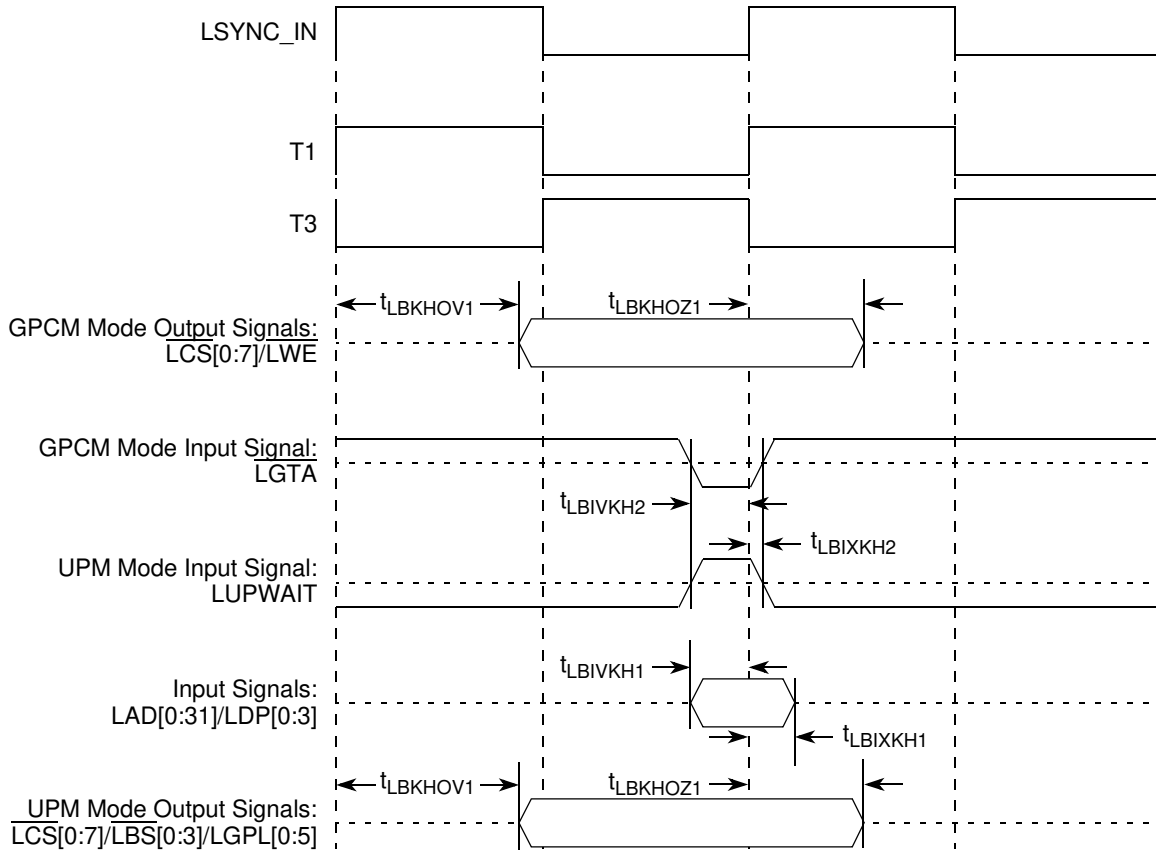 LSYNC_IN
T1
T3
tLBKHOV1
tLBKHOZ1
GPCM Mode Output Signals:
LCS[0:7]/LWE
GPCM Mode Input Signal:
LGTA
tLBIVKH2
tLBIXKH2
UPM Mode Input Signal:
LUPWAIT
tLBIVKH1
Input Signals:
LAD[0:31]/LDP[0:3]
tLBIXKH1
tLBKHOV1
tLBKHOZ1
UPM Mode Output Signals:
LCS[0:7]/LBS[0:3]/LGPL[0:5]